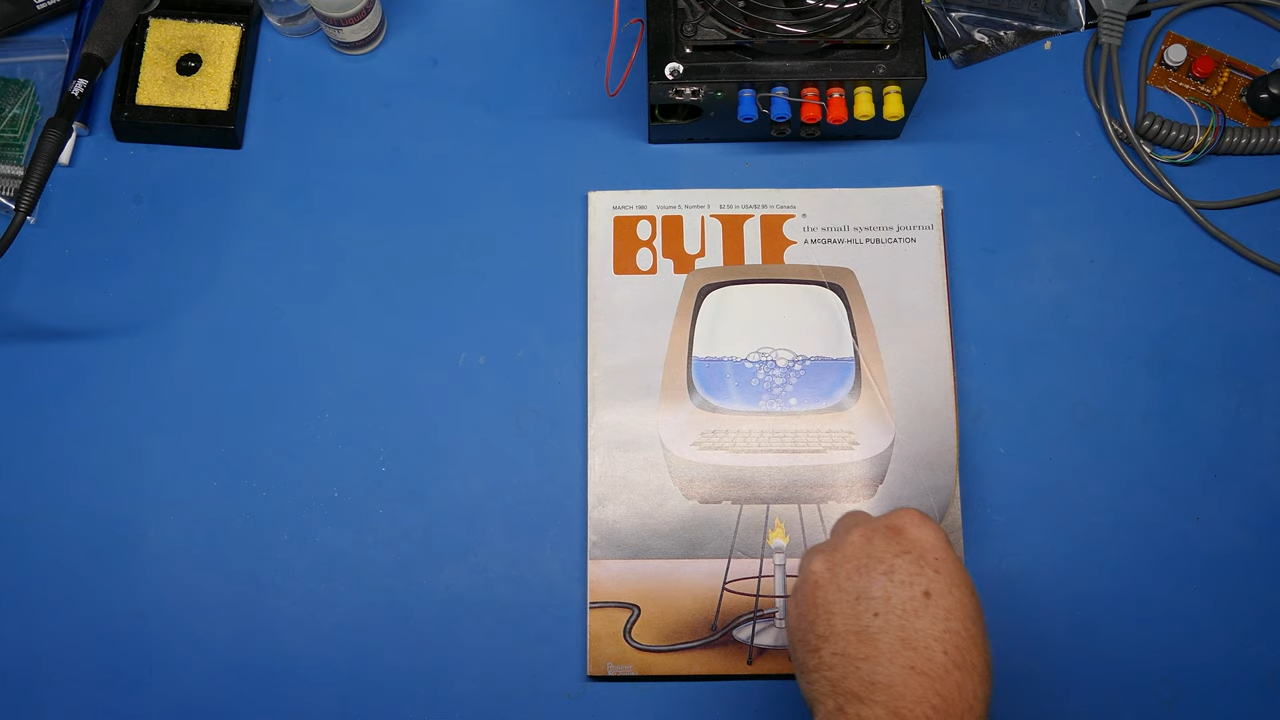 MARCH 1980 Volume 5, Number 3 $2.50 in USA/$2.95 in Canada
BYTE®
the small systems journal
A McGRAW-HILL PUBLICATION